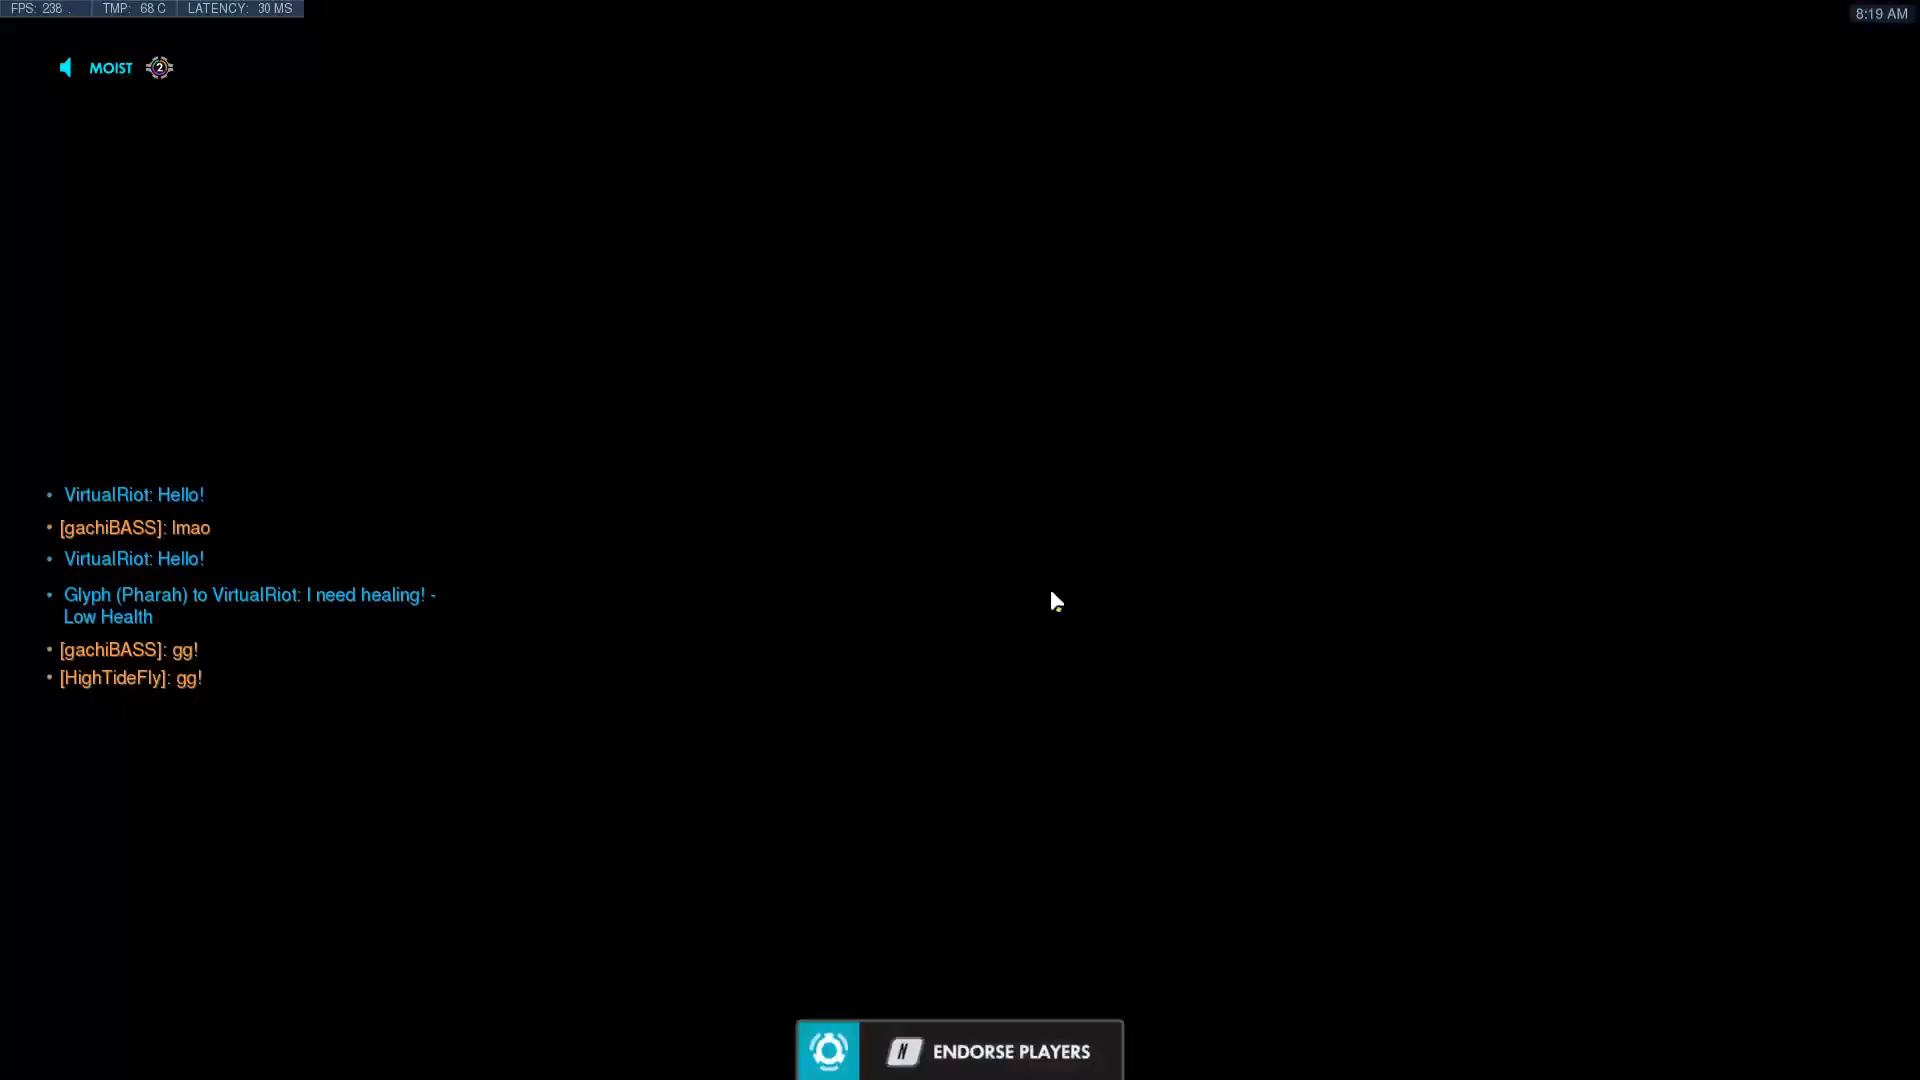 FPS: 238 . TMP: 68 C LATENCY: 30 MS
8:19 AM
MOIST 2
• VirtualRiot: Hello!
• [gachiBASS]: lmao
• VirtualRiot: Hello!
• Glyph (Pharah) to VirtualRiot: I need healing! -
Low Health
• [gachiBASS]: gg!
• [HighTideFly]: gg!
N ENDORSE PLAYERS